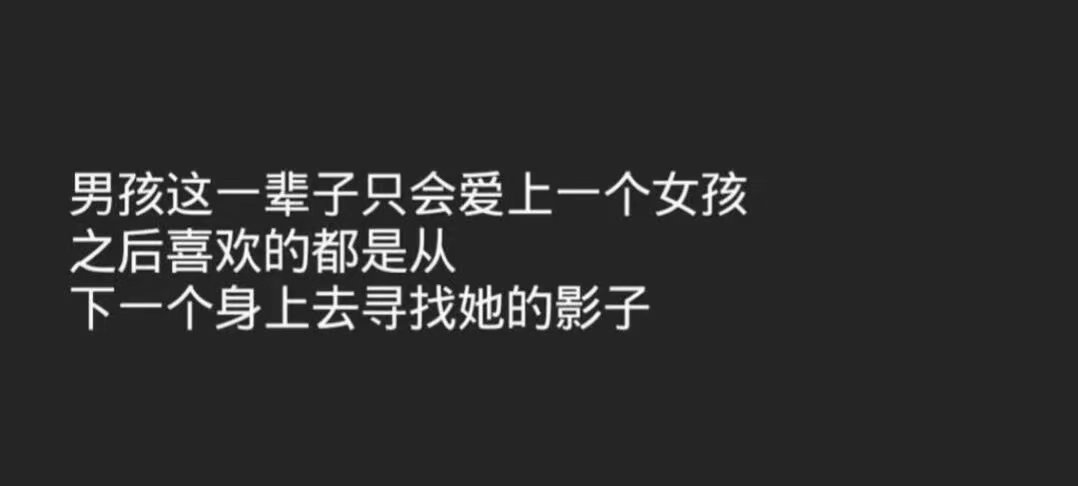 男孩这一辈子只会爱上一个女孩
之后喜欢的都是从
下一个身上去寻找她的影子